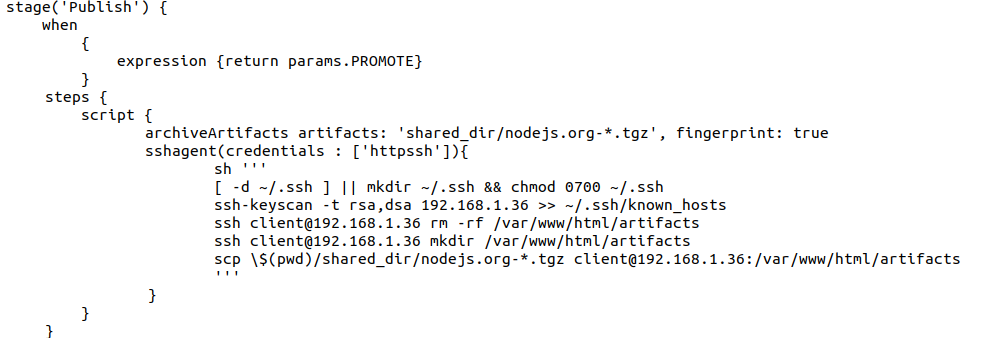 stage('Publish') {
    when
        {
            expression {return params.PROMOTE}
        }
    steps {
        script {
               archiveArtifacts artifacts: 'shared_dir/nodejs.org-*.tgz', fingerprint: true
               sshagent(credentials : ['httpssh']){
                       sh '''
                       [ -d ~/.ssh ] || mkdir ~/.ssh && chmod 0700 ~/.ssh
                       ssh-keyscan -t rsa,dsa 192.168.1.36 >> ~/.ssh/known_hosts
                       ssh client@192.168.1.36 rm -rf /var/www/html/artifacts
                       ssh client@192.168.1.36 mkdir /var/www/html/artifacts
                       scp \$(pwd)/shared_dir/nodejs.org-*.tgz client@192.168.1.36:/var/www/html/artifacts
                       '''
                }
        }
    }